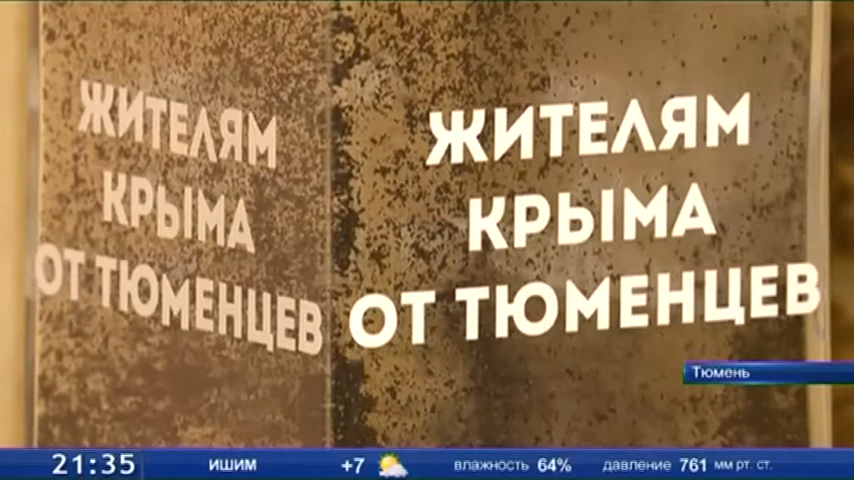 ЖИТЕЛЯМ
КРЫМА
ОТ ТЮМЕНЦЕВ
ЖИТЕЛЯМ
КРЫМА
ОТ ТЮМЕНЦЕВ
Тюмень
21:35 ИШИМ +7 влажность 64% давление 761 мм рт. ст.